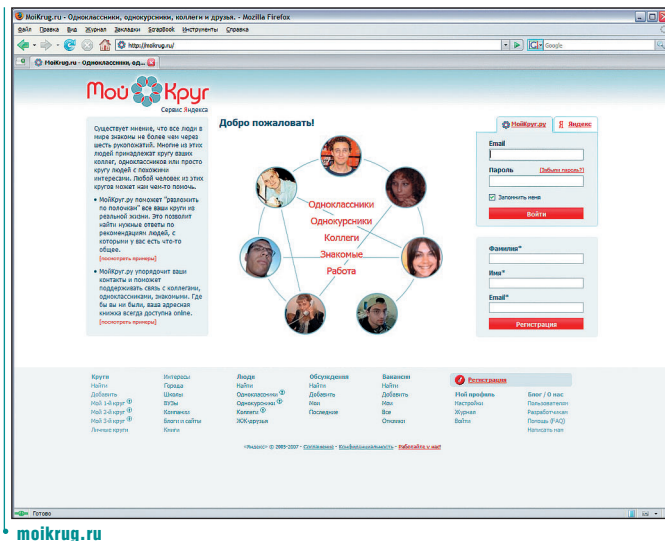 МойКруг.ru - Одноклассники, однокурсники, коллеги и друзья. - Mozilla Firefox
Файл Правка Вид Журнал Закладки ScrapBook Инструменты Справка
http://moikrug.ru/
Google
МойКруг.ru - Одноклассники, од...
Мой Круг
Сервис Яндекса
Существует мнение, что все люди в
мире знакомы не более чем через
шесть рукопожатий. Многие из этих
людей принадлежат кругу ваших
коллег, одноклассников или просто
кругу людей с похожими
интересами. Любой человек из этих
кругов может вам чем-то помочь.
• МойКруг.ру поможет "разложить
по полочкам" все ваши круги из
реальной жизни. Это позволит
найти нужные ответы по
рекомендациям людей, с
которыми у вас есть что-то
общее.
[посмотреть примеры]
• МойКруг.ру упорядочит ваши
контакты и поможет
поддерживать связь с коллегами,
одноклассниками, знакомыми. Где
бы вы ни были, ваша адресная
книжка всегда доступна online.
[посмотреть примеры]
Добро пожаловать!
Одноклассники
Однокурсники
Коллеги
Знакомые
Работа
МойКруг.ру Я Яндекс
Email
Пароль [Забыли пароль?]
Запомнить меня
Войти
Фамилия*
Имя*
Email*
Регистрация
Круги Интересы Люди Обсуждения Вакансии Регистрация
Найти Города Найти Найти Найти Мой профиль Блог / О нас
Добавить Школы Одноклассники Добавить Добавить Настройки Пользователям
Мой 1-й круг ВУЗы Однокурсники Мои Мои Журнал Разработчикам
Мой 2-й круг Компании Коллеги Последние Все Войти Помощь (FAQ)
Мой 3-й круг Блоги и сайты ЖЖ-друзья Отклики Написать нам
Личные круги Книги
«Яндекс» © 2005-2007 - Соглашение - Конфиденциальность - Работайте у нас!
Готово
moikrug.ru